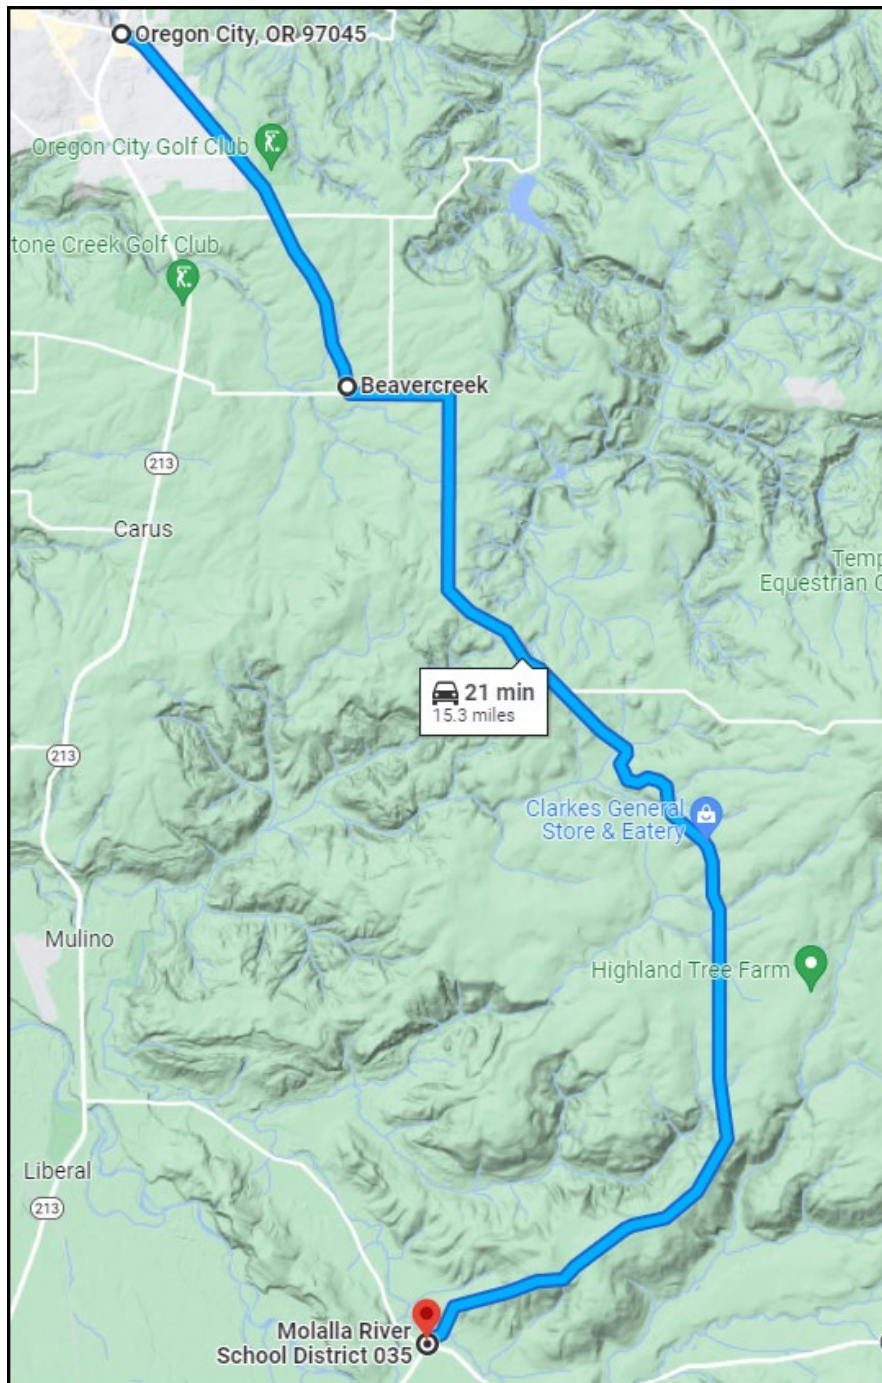 Oregon City, OR 97045
Oregon City Golf Club
tone Creek Golf Club
Beavercreek
213
Carus
Temp
Equestrian C
21 min
15.3 miles
213
Clarkes General
Store & Eatery
Mulino
Highland Tree Farm
Liberal
213
Molalla River
School District 035